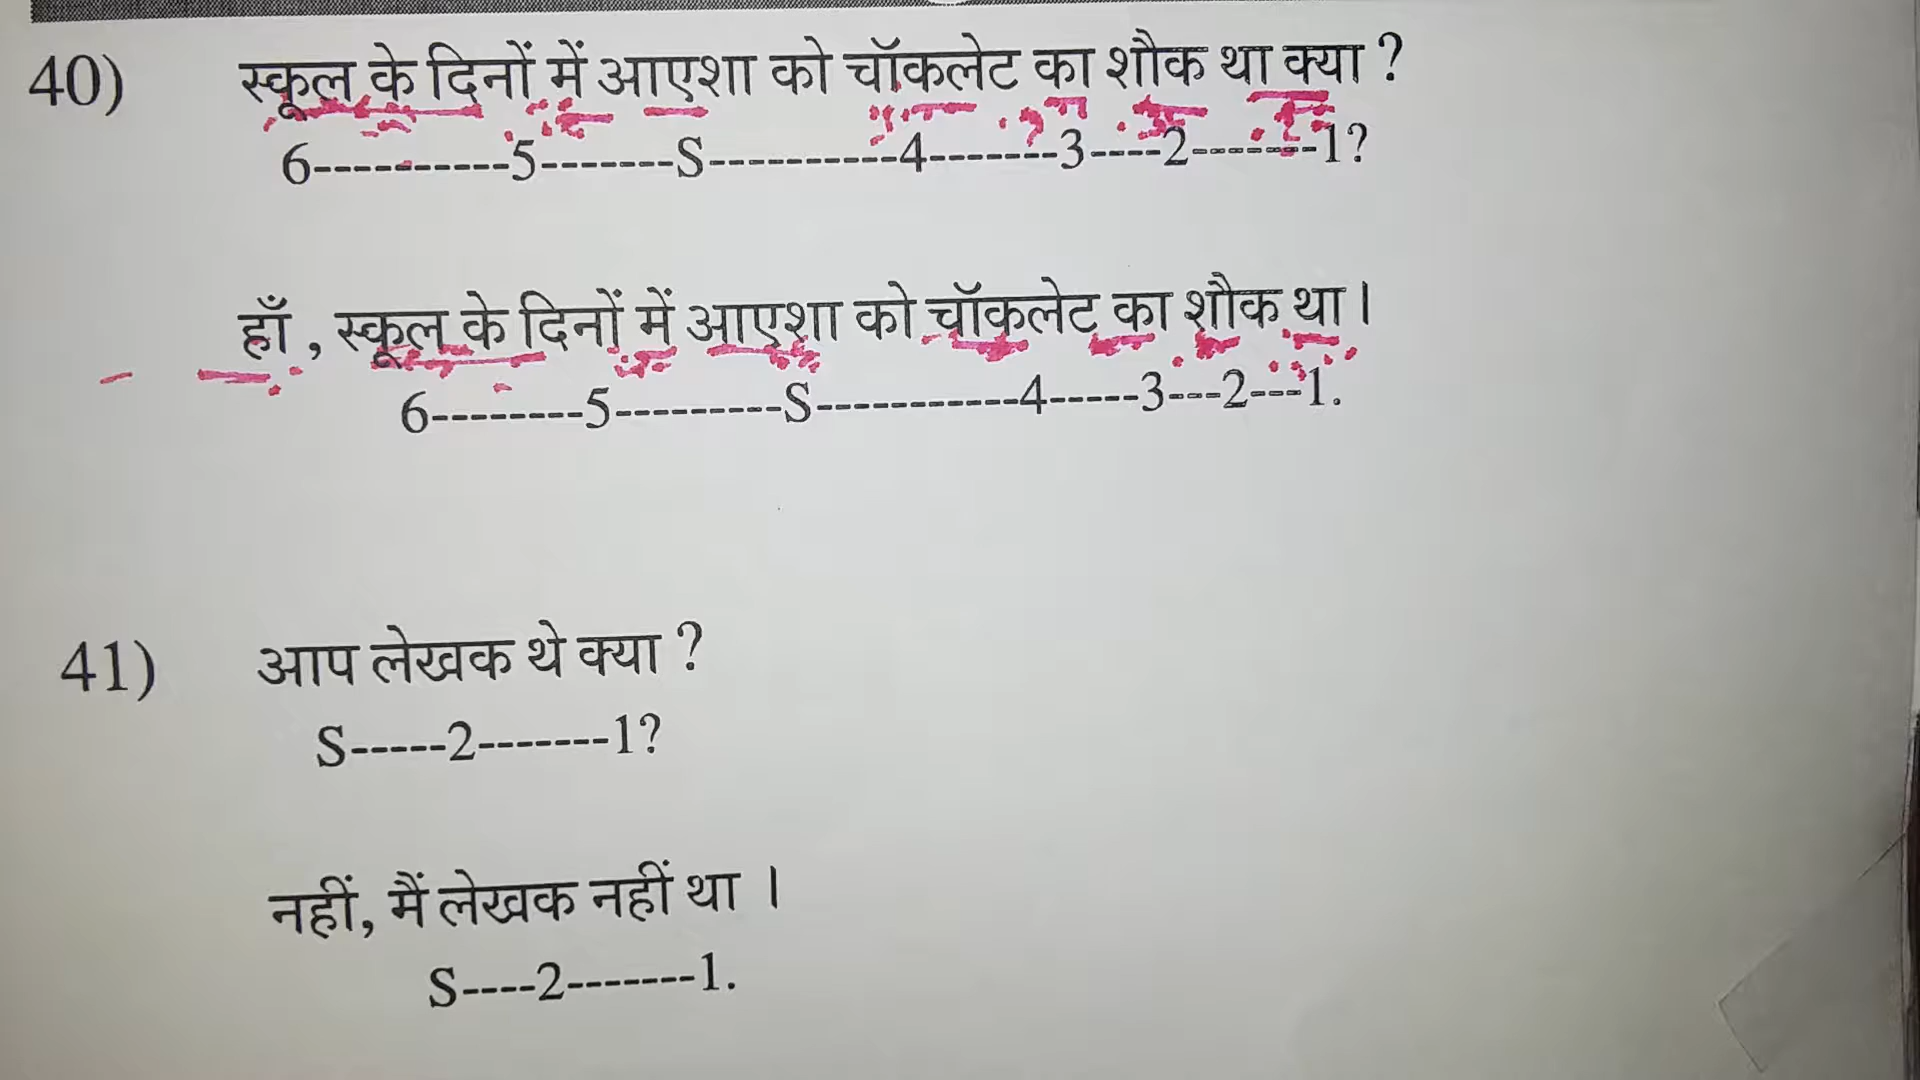 40) स्कूल के दिनों में आएशा को चॉकलेट का शौक था क्या ?
6----------5-------S----------4-------3----2-------1?
हाँ , स्कूल के दिनों में आएशा को चॉकलेट का शौक था।
6--------5---------S-----------4-----3---2---1.
41) आप लेखक थे क्या ?
S-----2-------1?
नहीं, मैं लेखक नहीं था ।
S----2-------1.